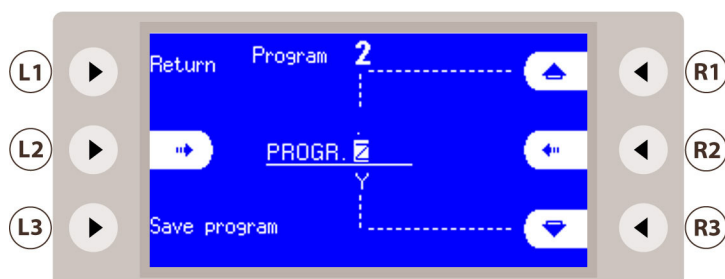 L1
Return
Program 2
R1
L2
PROGR. Z
R2
Y
L3
Save program
R3